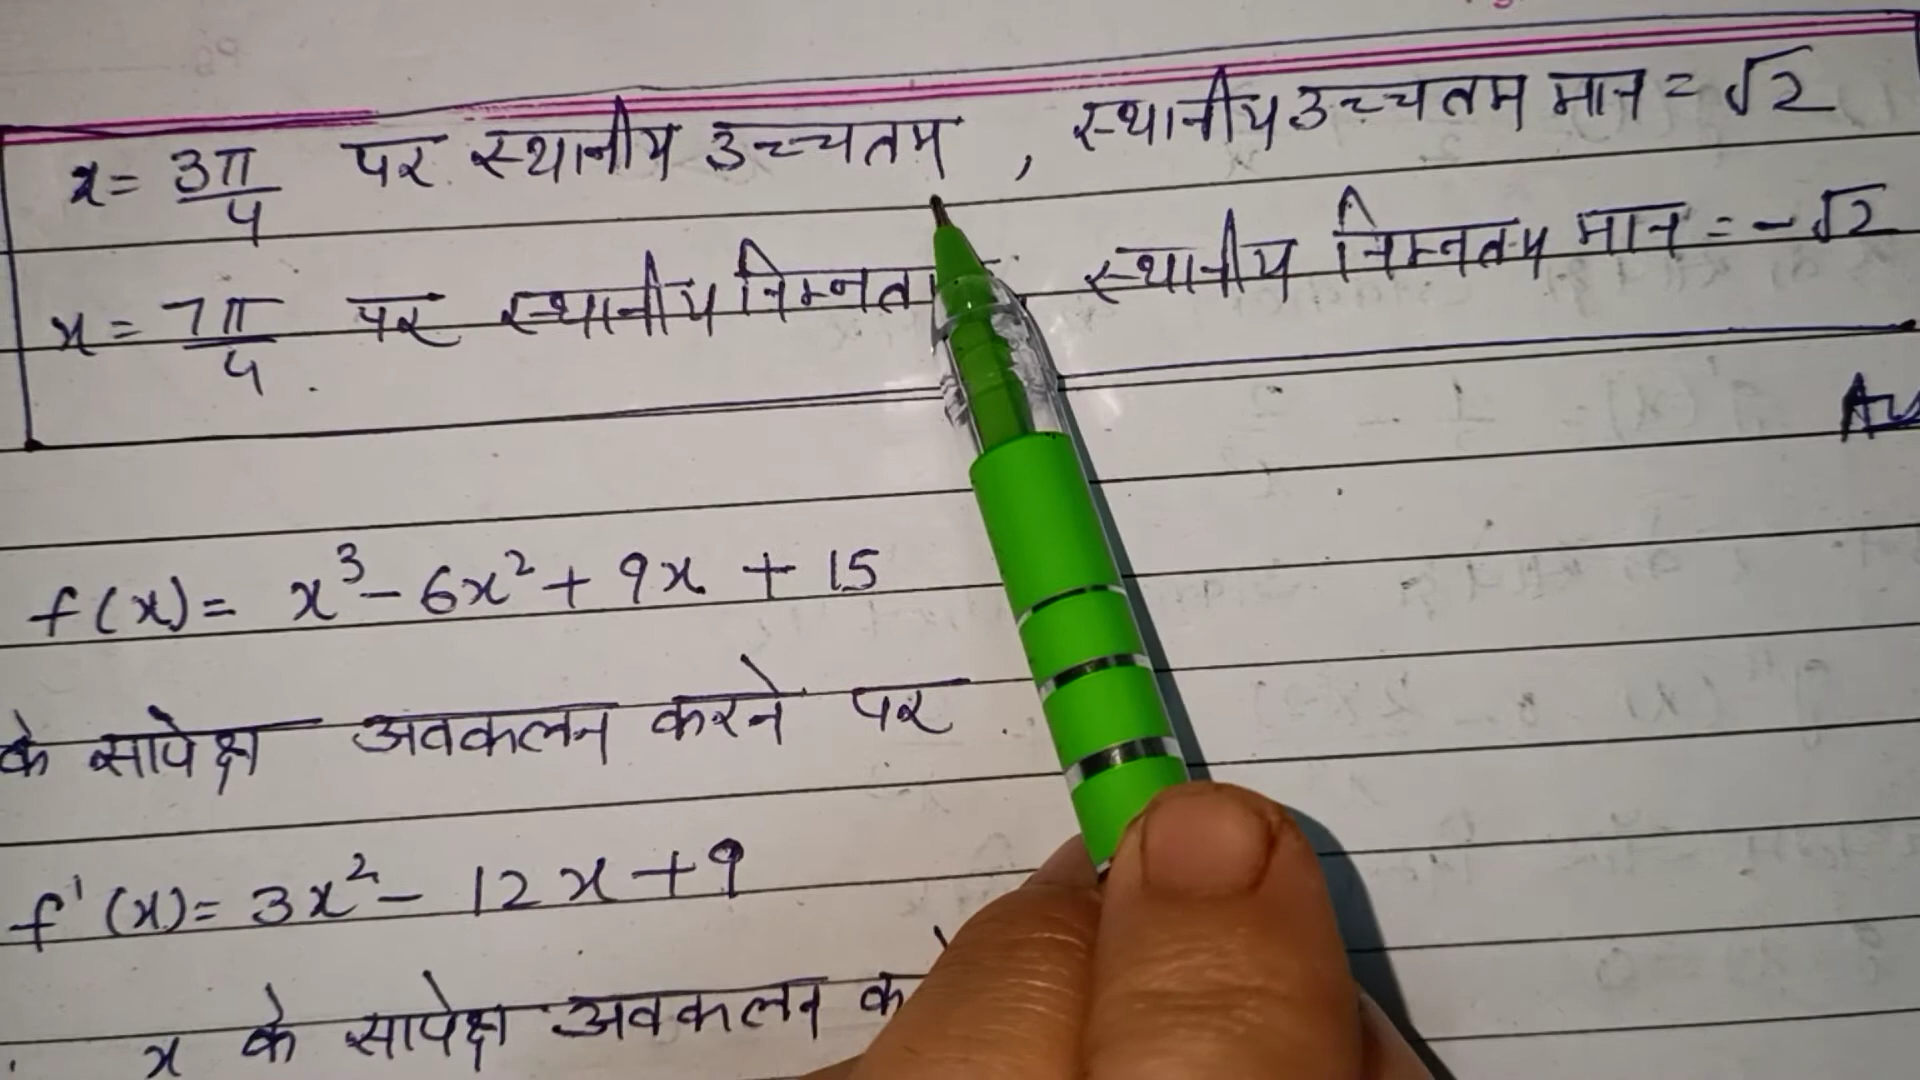 x = 3π/4 पर स्थानीय उच्चतम , स्थानीय उच्चतम मान = √2
x = 7π/4 पर स्थानीय स्थानीय निम्नतम मान = -√2
Ans
f(x) = x³ - 6x² + 9x + 15
के सापेक्ष अवकलन करने पर
f'(x) = 3x² - 12x + 9
x के सापेक्ष अवकलन